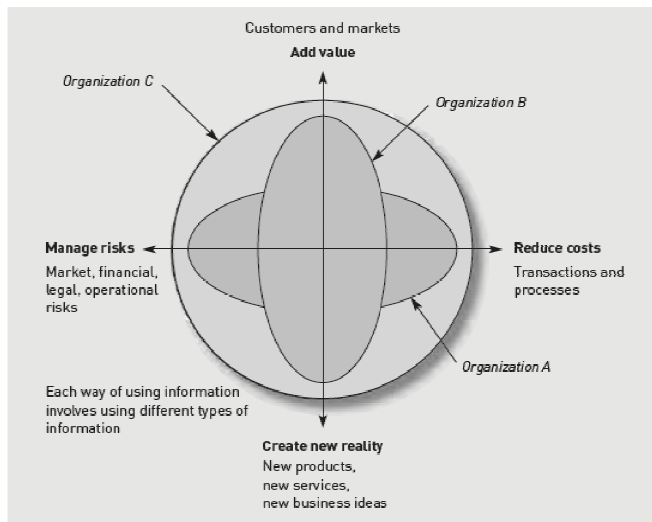 Customers and markets
Add value
Organization C
Organization B
Manage risks
Market, financial,
legal, operational
risks
Reduce costs
Transactions and
processes
Organization A
Each way of using information
involves using different types of
information
Create new reality
New products,
new services,
new business ideas